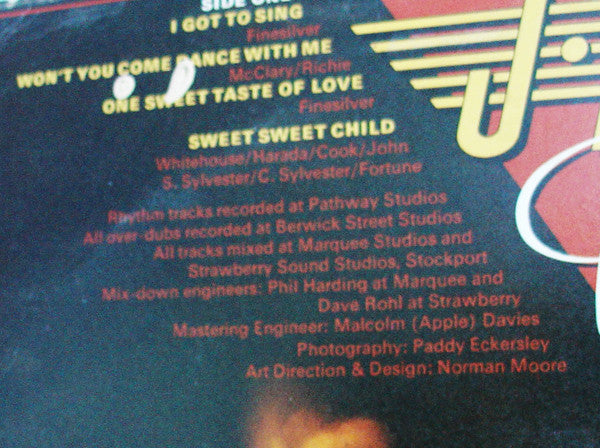 SIDE ONE
I GOT TO SING
Finesilver
WON'T YOU COME DANCE WITH ME
McClary/Richie
ONE SWEET TASTE OF LOVE
Finesilver
SWEET SWEET CHILD
Whitehouse/Harada/Cook/John
S. Sylvester/C. Sylvester/Fortune
Rhythm tracks recorded at Pathway Studios
All over-dubs recorded at Berwick Street Studios
All tracks mixed at Marquee Studios and
Strawberry Sound Studios, Stockport
Mix-down engineers: Phil Harding at Marquee and
Dave Rohl at Strawberry
Mastering Engineer: Malcolm (Apple) Davies
Photography: Paddy Eckersley
Art Direction & Design: Norman Moore
J.